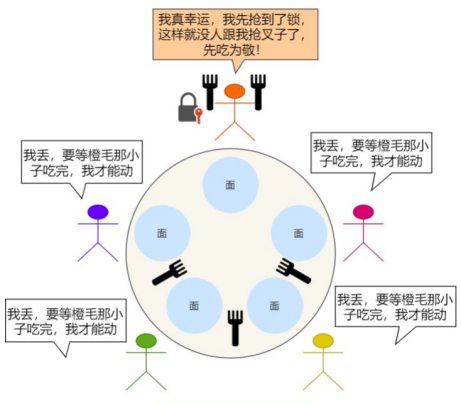 我真幸运，我先抢到了锁，
这样就没人跟我抢叉子了，
先吃为敬！
我丢，要等橙毛那小
子吃完，我才能动
我丢，要等橙毛那小
子吃完，我才能动
面
面
面
面
面
我丢，要等橙毛那小
子吃完，我才能动
我丢，要等橙毛那小
子吃完，我才能动